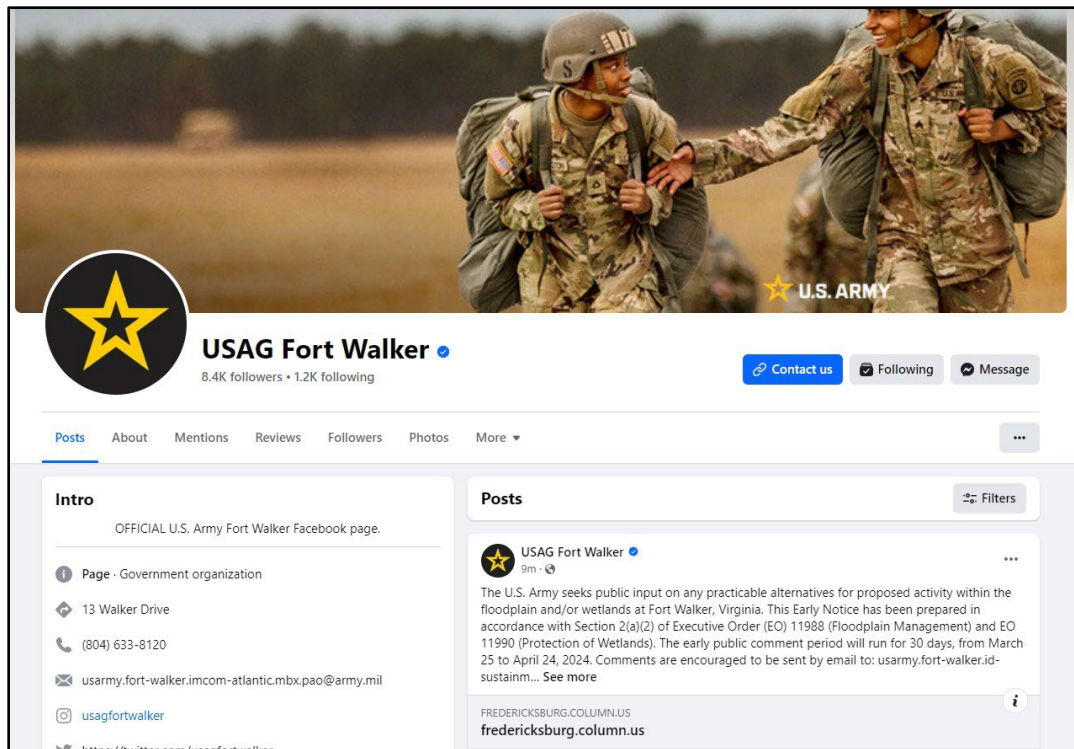 U.S. ARMY
USAG Fort Walker
8.4K followers • 1.2K following
Contact us
Following
Message
Posts
About
Mentions
Reviews
Followers
Photos
More
Intro
OFFICIAL U.S. Army Fort Walker Facebook page.
Page · Government organization
13 Walker Drive
(804) 633-8120
usarmy.fort-walker.imcom-atlantic.mbx.pao@army.mil
usagfortwalker
https://twitter.com/usagfortwalker
Posts
Filters
USAG Fort Walker
9m ·
The U.S. Army seeks public input on any practicable alternatives for proposed activity within the
floodplain and/or wetlands at Fort Walker, Virginia. This Early Notice has been prepared in
accordance with Section 2(a)(2) of Executive Order (EO) 11988 (Floodplain Management) and EO
11990 (Protection of Wetlands). The early public comment period will run for 30 days, from March
25 to April 24, 2024. Comments are encouraged to be sent by email to: usarmy.fort-walker.id-
sustainm... See more
FREDERICKSBURG.COLUMN.US
fredericksburg.column.us